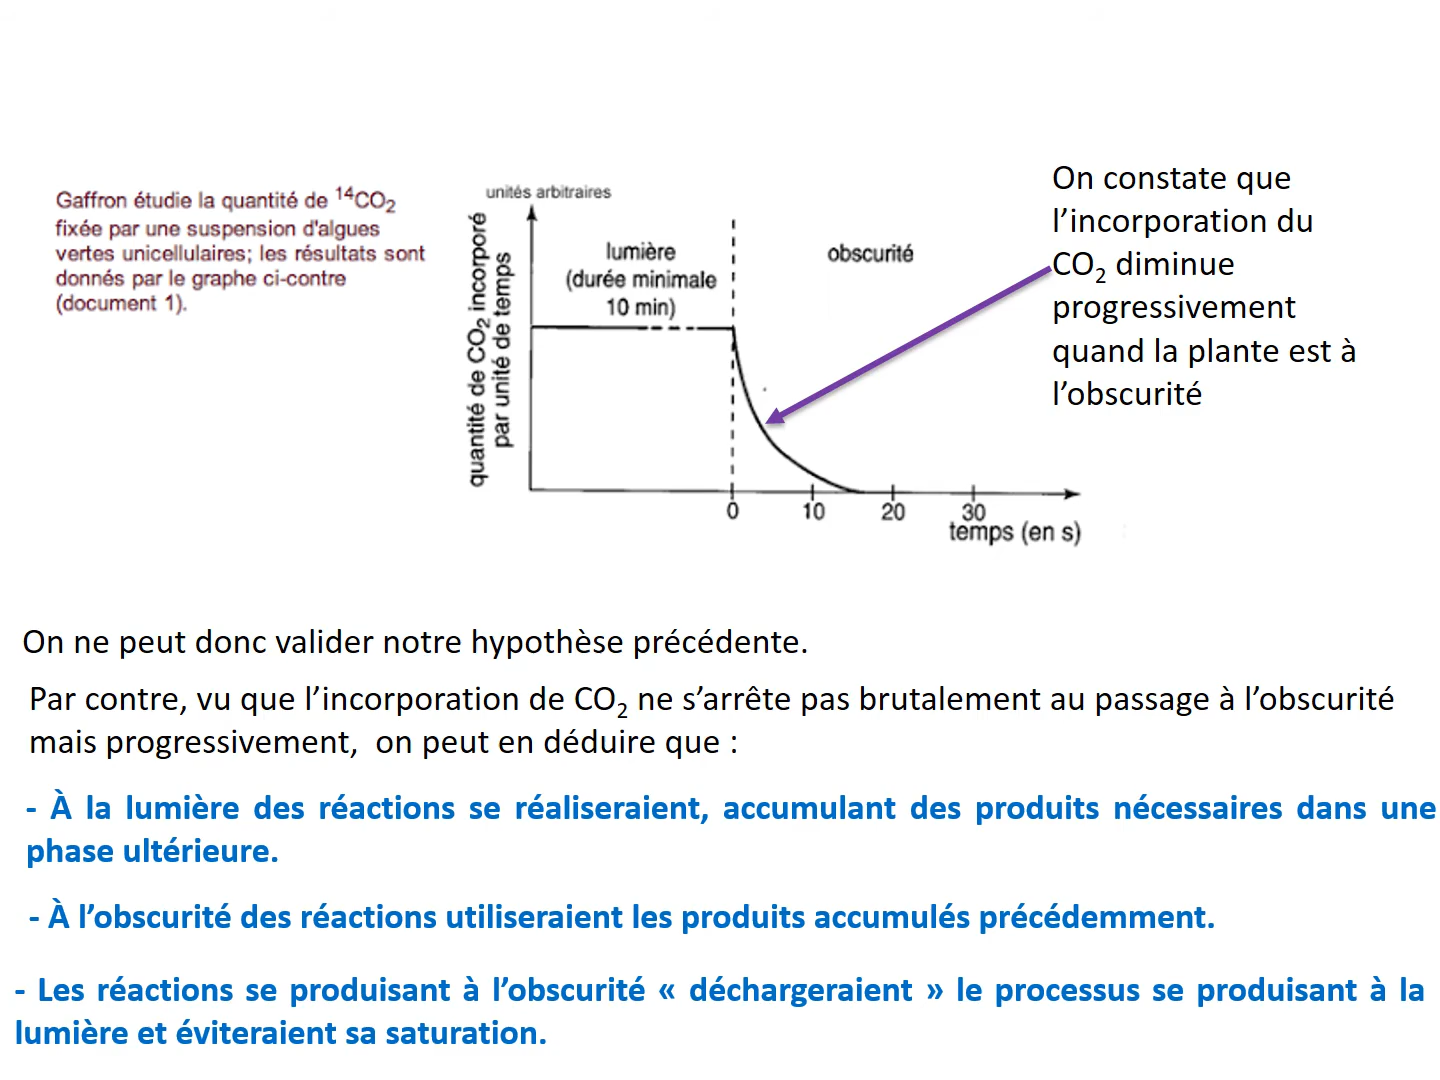 Gaffron étudie la quantité de ¹⁴CO₂
fixée par une suspension d'algues
vertes unicellulaires; les résultats sont
donnés par le graphe ci-contre
(document 1).
unités arbitraires
quantité de CO₂ incorporé
par unité de temps
lumière
(durée minimale
10 min)
obscurité
0
10
20
30
temps (en s)
On constate que
l’incorporation du
CO₂ diminue
progressivement
quand la plante est à
l’obscurité
On ne peut donc valider notre hypothèse précédente.
Par contre, vu que l’incorporation de CO₂ ne s’arrête pas brutalement au passage à l’obscurité
mais progressivement, on peut en déduire que :
- À la lumière des réactions se réaliseraient, accumulant des produits nécessaires dans une
phase ultérieure.
- À l’obscurité des réactions utiliseraient les produits accumulés précédemment.
- Les réactions se produisant à l’obscurité « déchargeraient » le processus se produisant à la
lumière et éviteraient sa saturation.